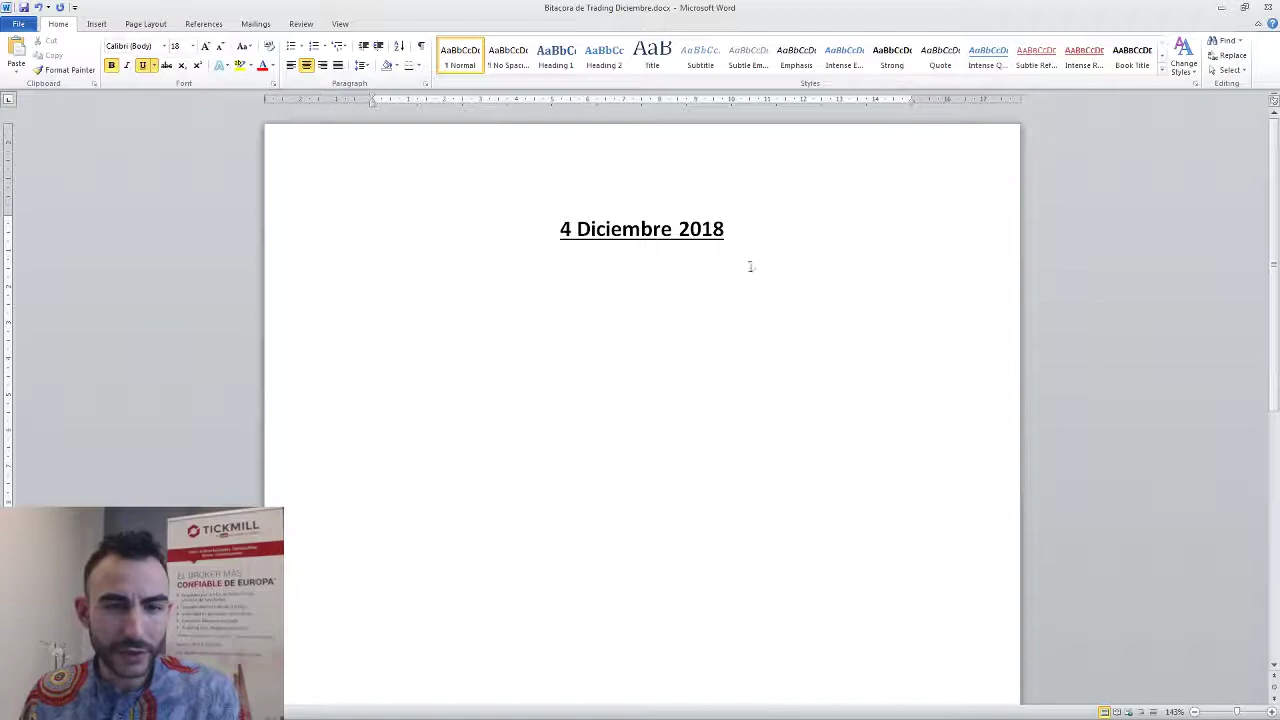 Bitacora de Trading Diciembre.docx - Microsoft Word
File Home Insert Page Layout References Mailings Review View
Paste
Cut
Copy
Format Painter
Clipboard
Calibri (Body) 18
Font
Paragraph
AaBbCcDc AaBbCcDc AaBbC AaBbCc AaB AaBbCc. AaBbCcDc AaBbCcDc AaBbCcDc AaBbCcDc AaBbCcDc AaBbCcDc AaBbCcDc AaBbCcDc
¶ Normal ¶ No Spaci... Heading 1 Heading 2 Title Subtitle Subtle Em... Emphasis Intense E... Strong Quote Intense Q... Subtle Ref... Intense R... Book Title
Styles
Change Styles
Find
Replace
Select
Editing
4 Diciembre 2018
TICKMILL
EL BROKER MÁS
CONFIABLE DE EUROPA
143%